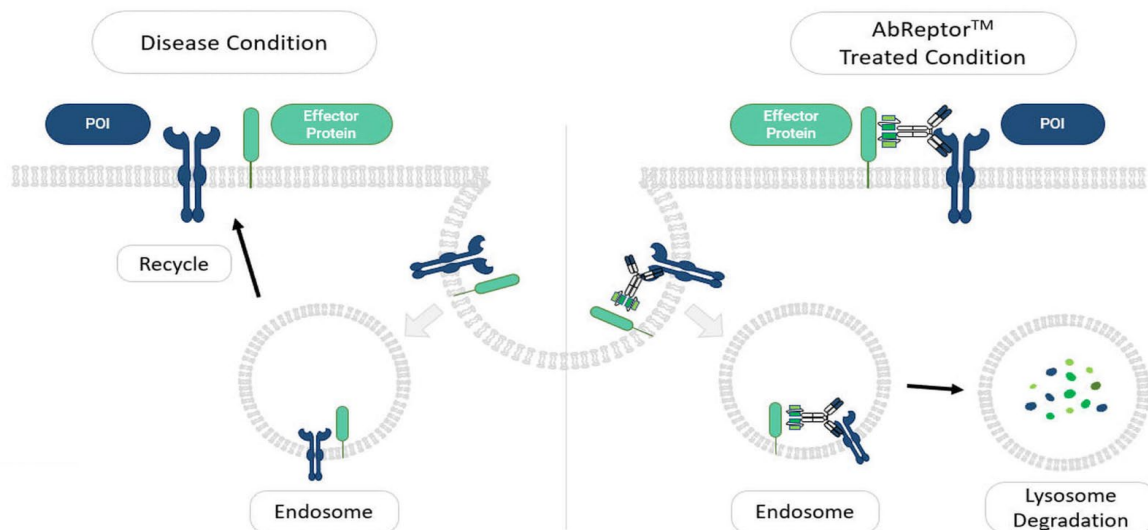 Disease Condition
AbReptor™
Treated Condition
POI
Effector
Protein
Effector
Protein
POI
Recycle
Endosome
Endosome
Lysosome
Degradation